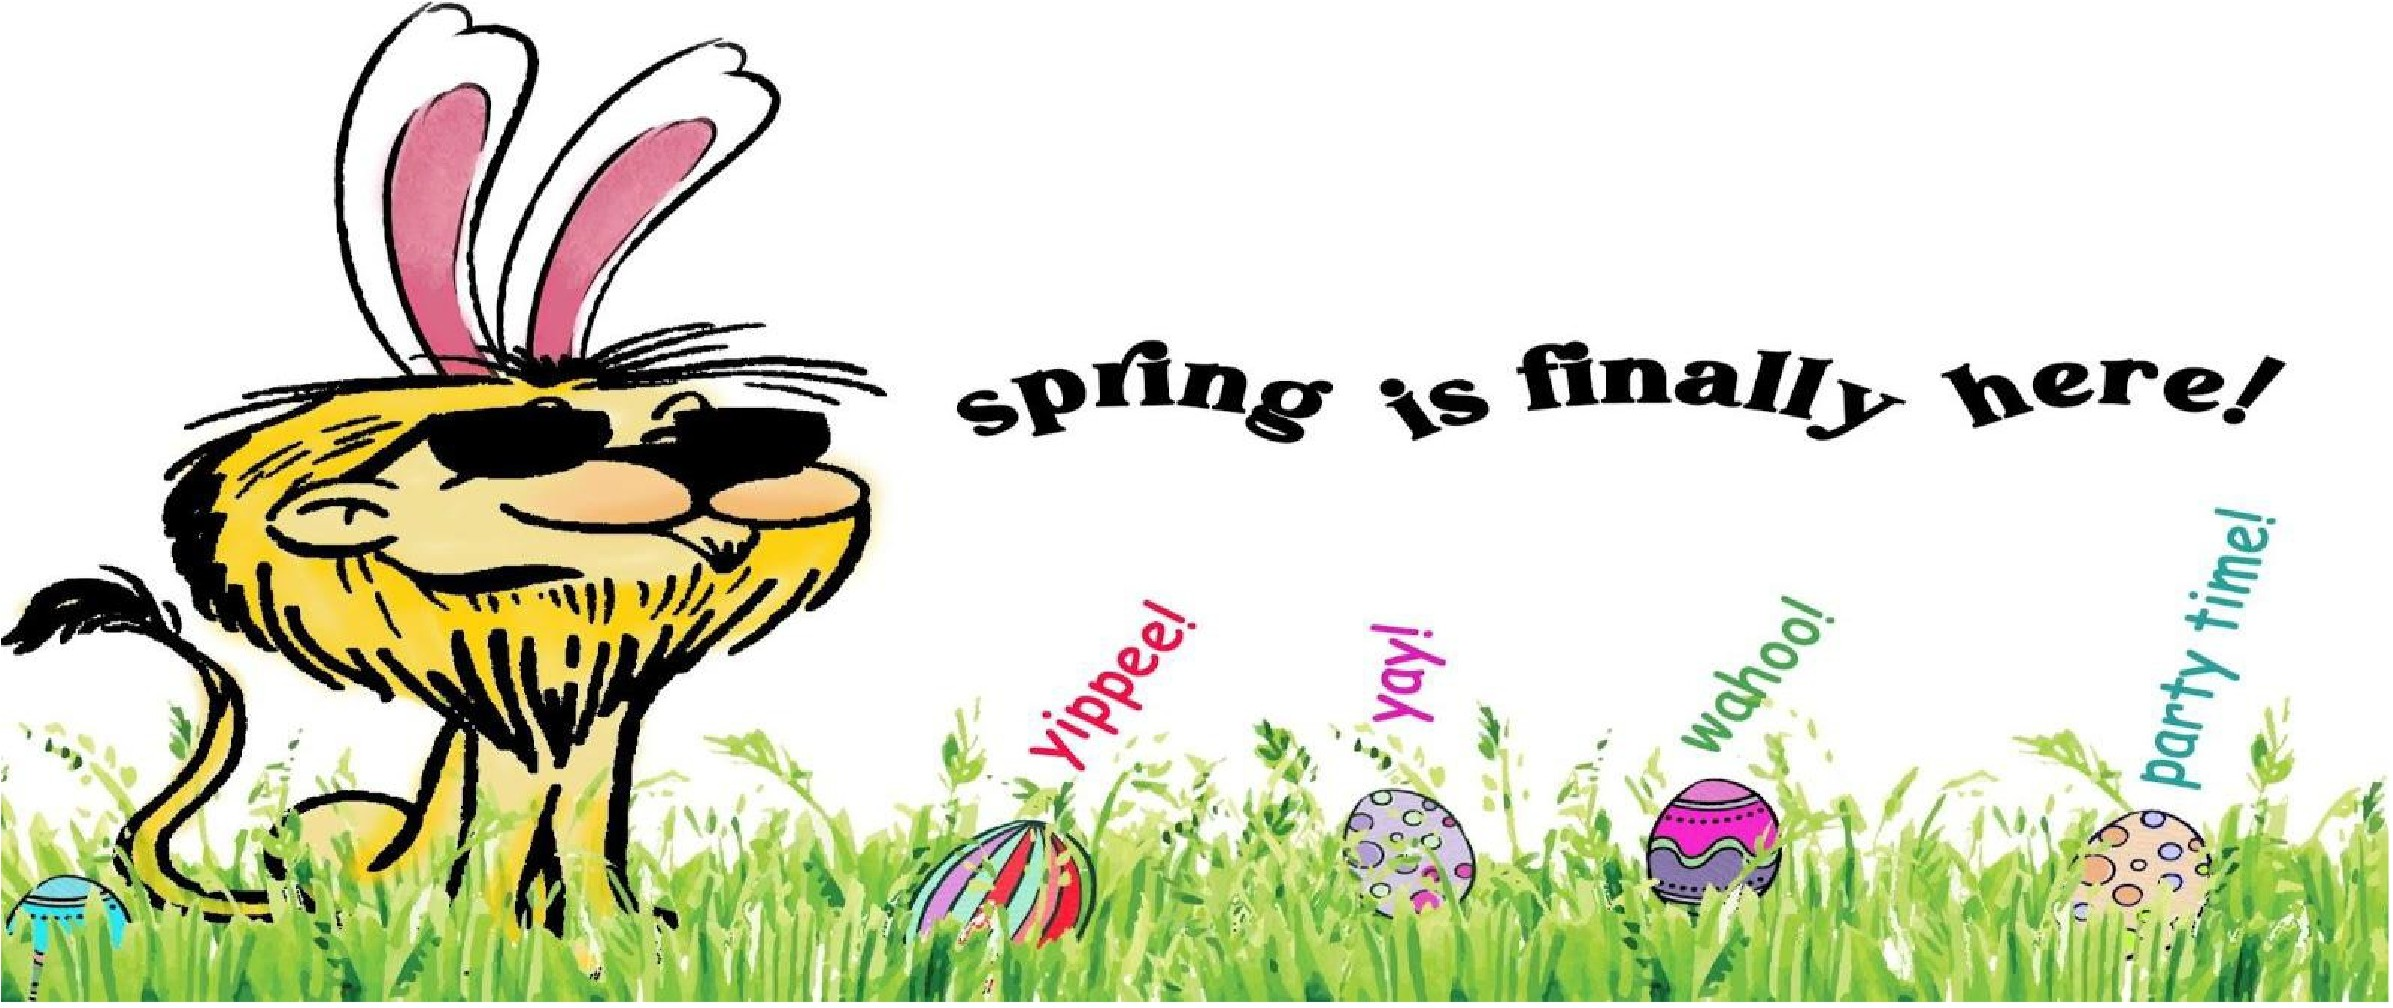 spring is finally here!
yippee!
yay!
wahoo!
party time!